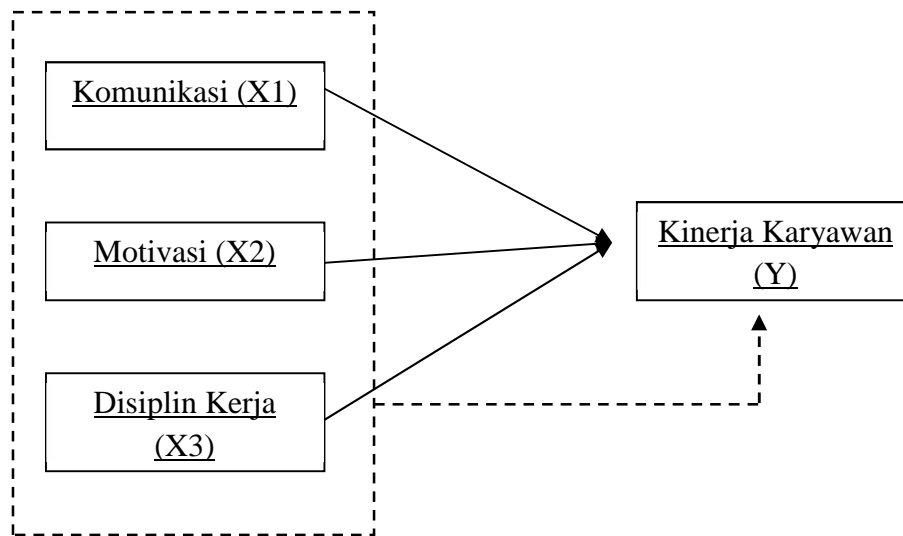 Komunikasi (X1)
Motivasi (X2)
Disiplin Kerja
(X3)
Kinerja Karyawan
(Y)